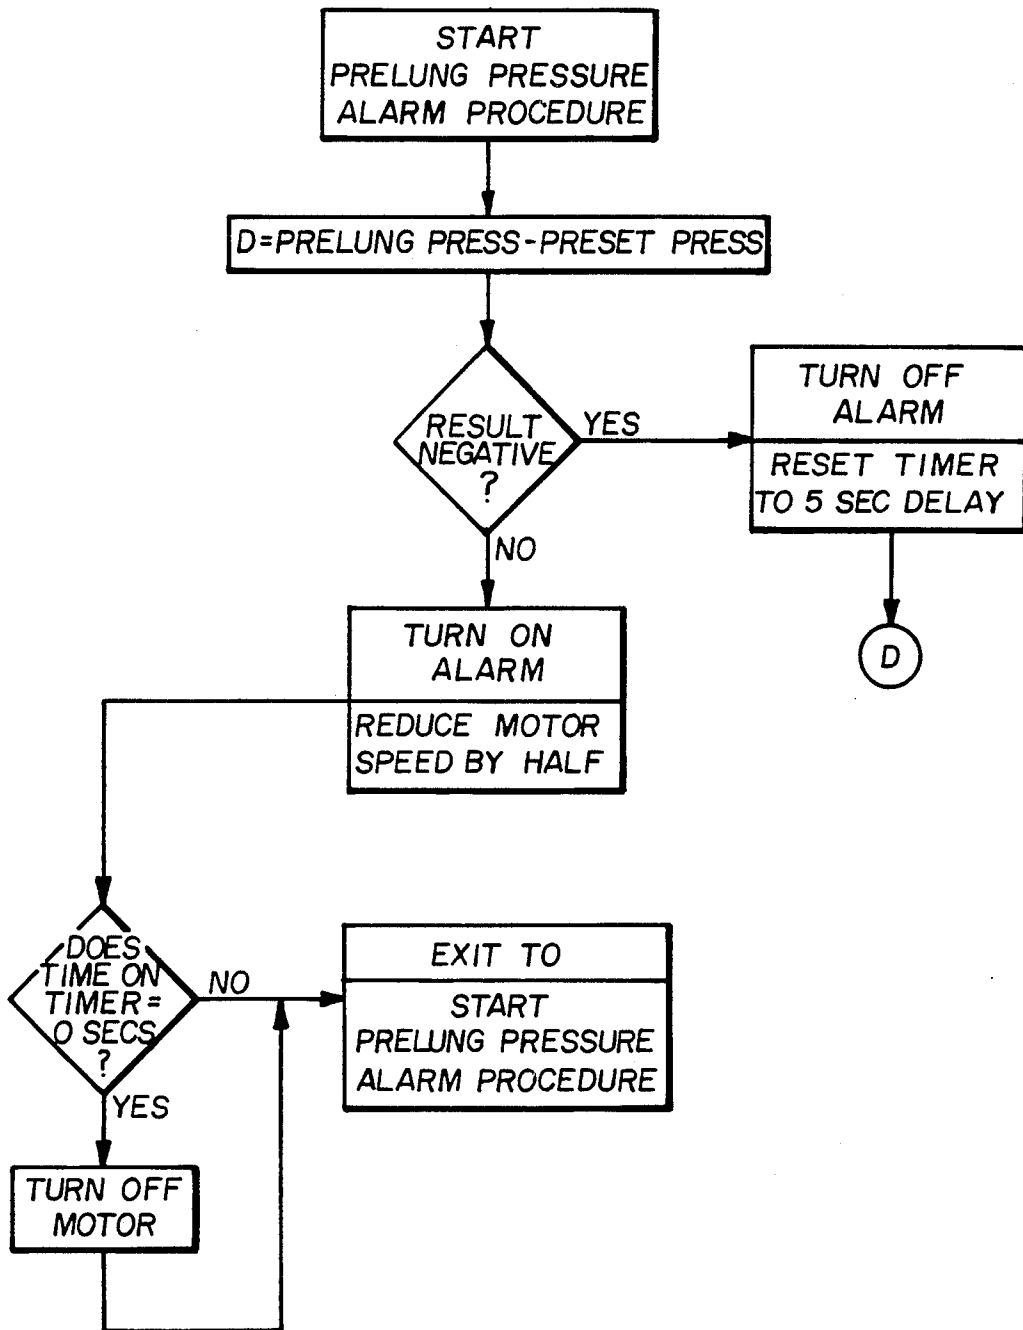 START
PRELUNG PRESSURE
ALARM PROCEDURE
D=PRELUNG PRESS-PRESET PRESS
RESULT
NEGATIVE
?
YES
TURN OFF
ALARM
RESET TIMER
TO 5 SEC DELAY
D
NO
TURN ON
ALARM
REDUCE MOTOR
SPEED BY HALF
DOES
TIME ON
TIMER =
0 SECS
?
NO
EXIT TO
START
PRELUNG PRESSURE
ALARM PROCEDURE
YES
TURN OFF
MOTOR